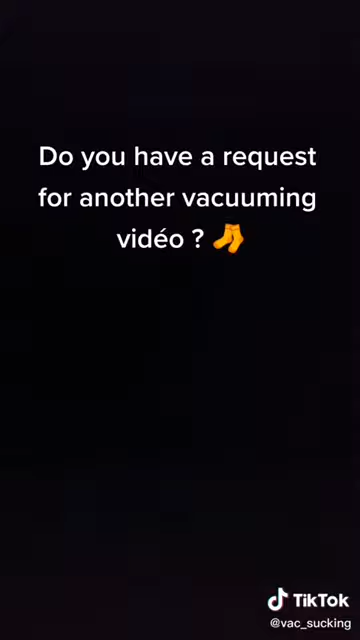 Do you have a request
for another vacuuming
vidéo ? 🧦
TikTok
@vac_sucking